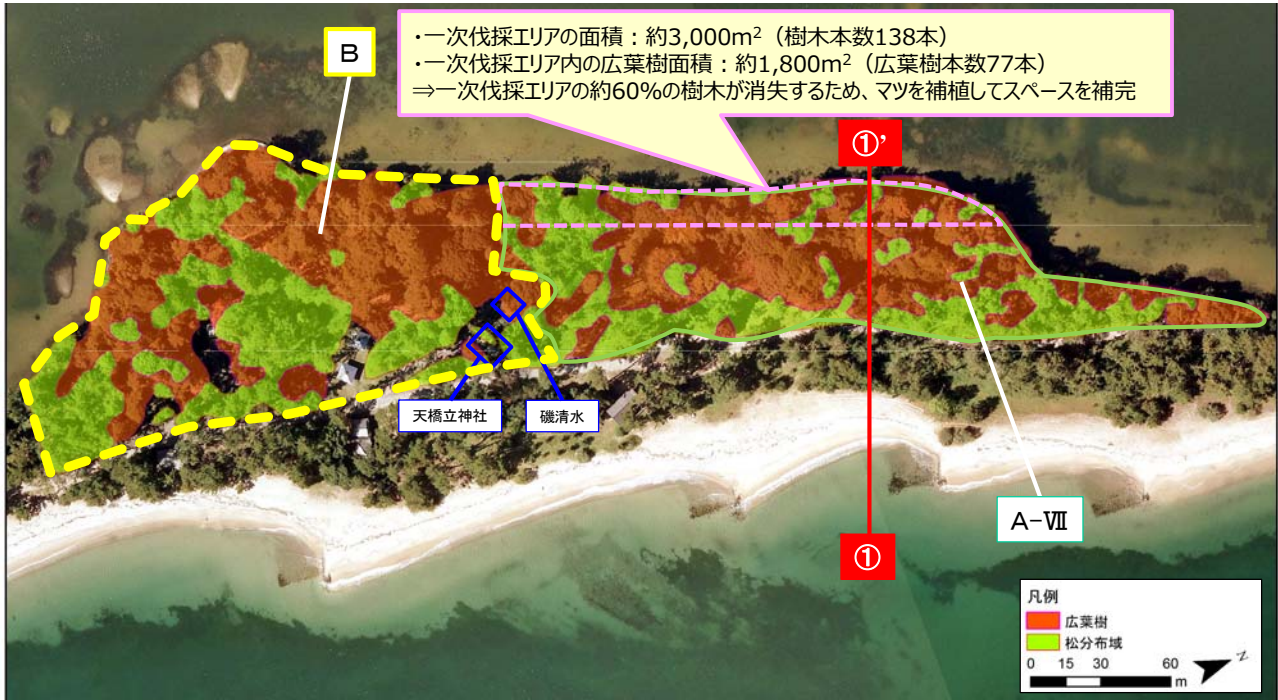 ・一次伐採エリアの面積：約3,000m²（樹木本数138本）
・一次伐採エリア内の広葉樹面積：約1,800m²（広葉樹本数77本）
⇒一次伐採エリアの約60%の樹木が消失するため、マツを補植してスペースを補完
B
①’
天橋立神社
磯清水
A-Ⅶ
①
凡例
広葉樹
松分布域
0 15 30 60
m
N